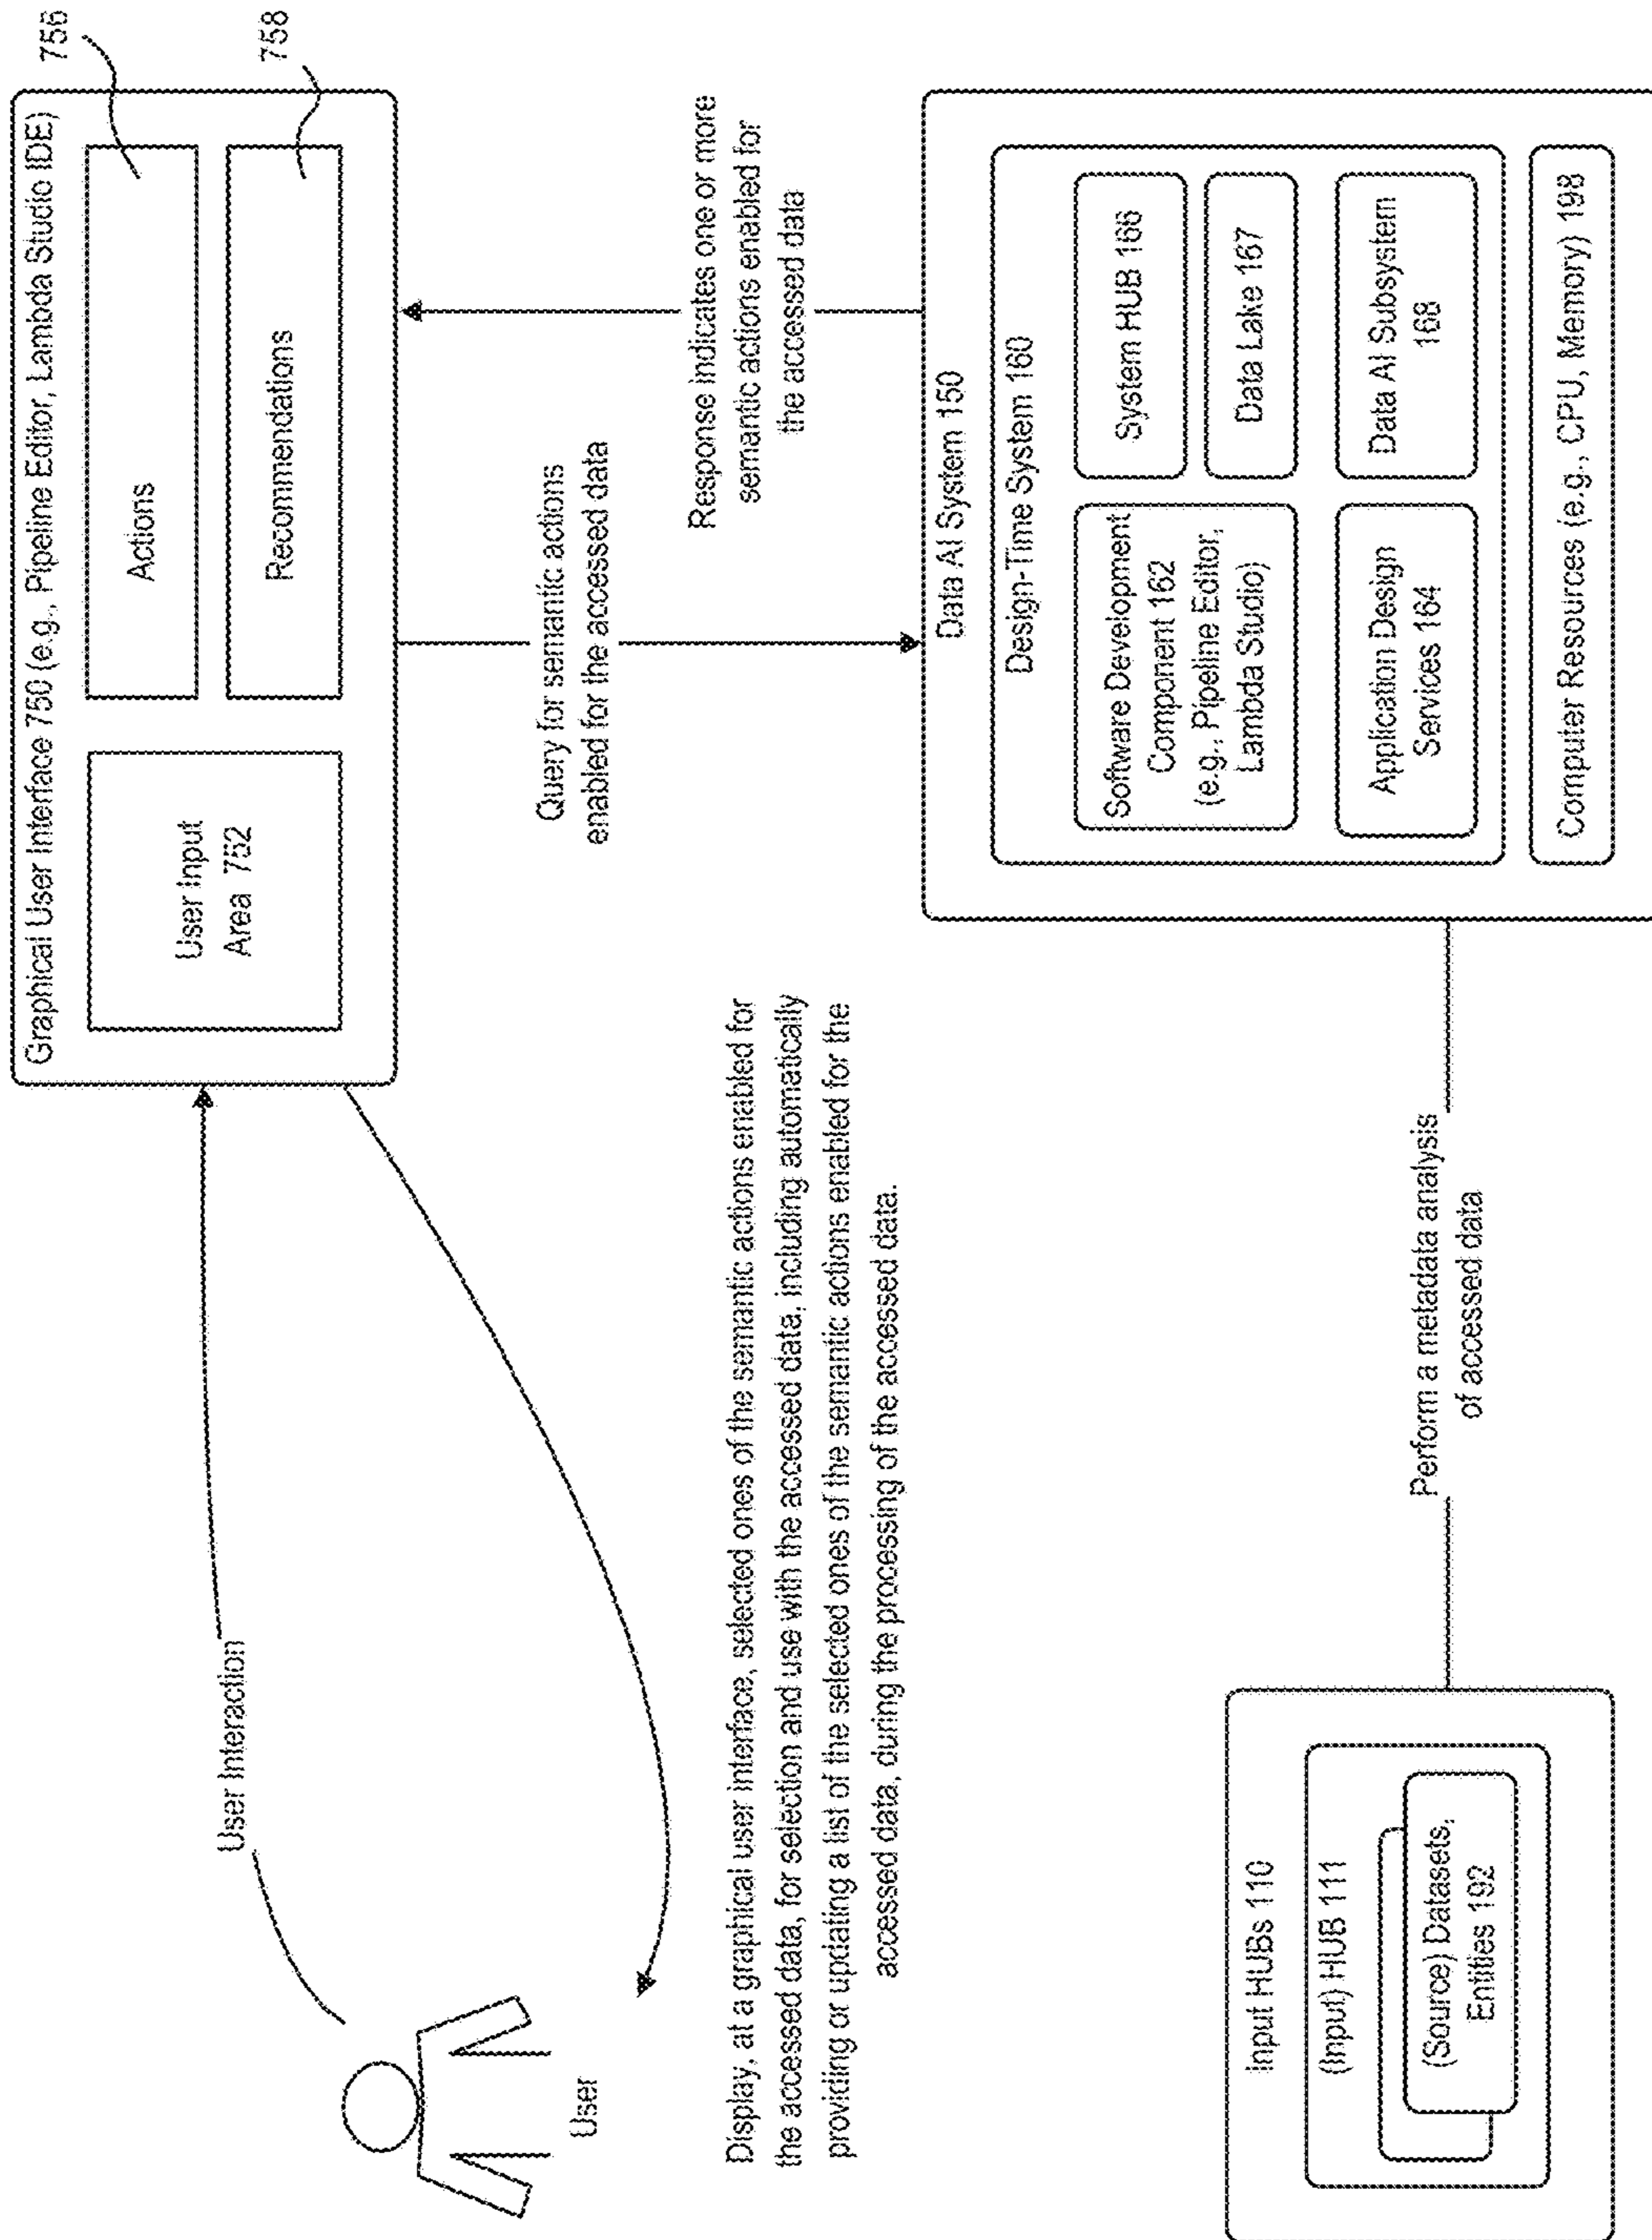 Graphical User Interface 750 (e.g., Pipeline Editor, Lambda Studio IDE)
756
758
User Input
Area 752
Actions
Recommendations
User Interaction
User
Query for semantic actions
enabled for the accessed data
Response indicates one or more
semantic actions enabled for
the accessed data
Display, at a graphical user interface, selected ones of the semantic actions enabled for
the accessed data, for selection and use with the accessed data, including automatically
providing or updating a list of the selected ones of the semantic actions enabled for the
accessed data, during the processing of the accessed data.
Data AI System 150
Design-Time System 160
Software Development
Component 162
(e.g., Pipeline Editor,
Lambda Studio)
System HUB 166
Data Lake 167
Application Design
Services 164
Data AI Subsystem
168
Computer Resources (e.g., CPU, Memory) 198
Perform a metadata analysis
of accessed data
Input HUBs 110
(Input) HUB 111
(Source) Datasets,
Entities 192